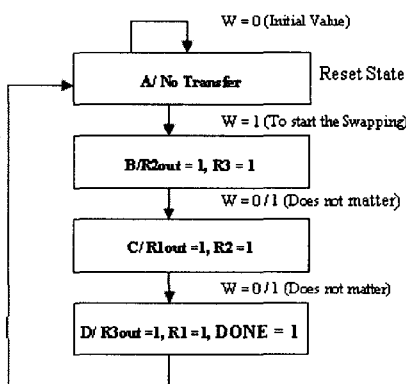 W = 0 (Initial Value)
A/ No Transfer
Reset State
W = 1 (To start the Swapping)
B/R2out = 1, R3 = 1
W = 0/1 (Does not matter)
C/ R1out =1, R2 =1
W = 0/1 (Does not matter)
D/ R3out=1, R1=1, DONE = 1